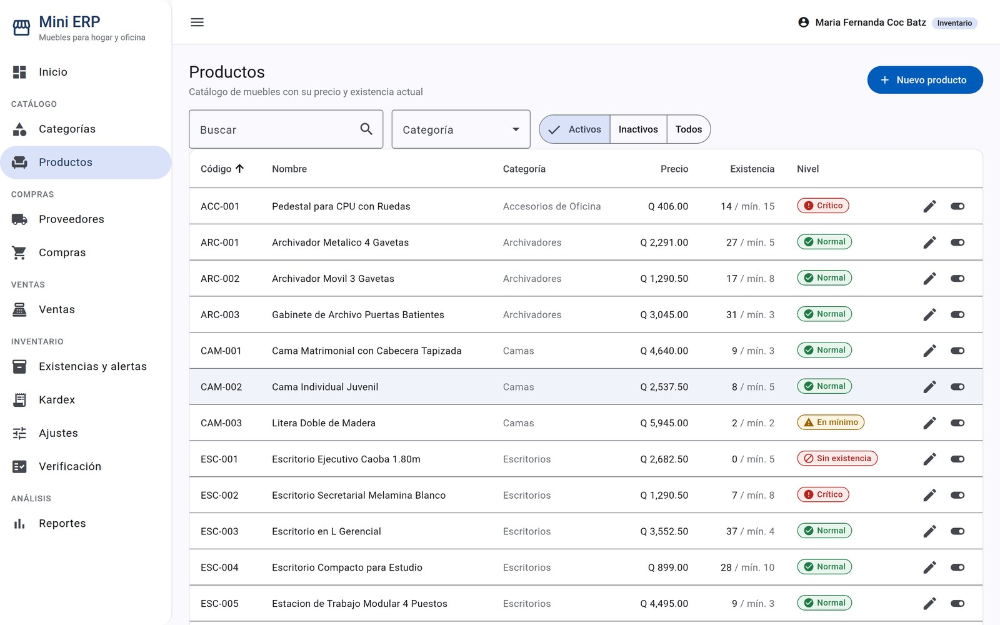 Mini ERP
Muebles para hogar y oficina
Inicio
CATÁLOGO
Categorías
Productos
COMPRAS
Proveedores
Compras
VENTAS
Ventas
INVENTARIO
Existencias y alertas
Kardex
Ajustes
Verificación
ANÁLISIS
Reportes
Maria Fernanda Coc Batz Inventario
Productos
Catálogo de muebles con su precio y existencia actual
+ Nuevo producto
Buscar Categoría Activos Inactivos Todos
Código Nombre Categoría Precio Existencia Nivel
ACC-001 Pedestal para CPU con Ruedas Accesorios de Oficina Q 406.00 14 / mín. 15 Crítico
ARC-001 Archivador Metalico 4 Gavetas Archivadores Q 2,291.00 27 / mín. 5 Normal
ARC-002 Archivador Movil 3 Gavetas Archivadores Q 1,290.50 17 / mín. 8 Normal
ARC-003 Gabinete de Archivo Puertas Batientes Archivadores Q 3,045.00 31 / mín. 3 Normal
CAM-001 Cama Matrimonial con Cabecera Tapizada Camas Q 4,640.00 9 / mín. 3 Normal
CAM-002 Cama Individual Juvenil Camas Q 2,537.50 8 / mín. 5 Normal
CAM-003 Litera Doble de Madera Camas Q 5,945.00 2 / mín. 2 En mínimo
ESC-001 Escritorio Ejecutivo Caoba 1.80m Escritorios Q 2,682.50 0 / mín. 5 Sin existencia
ESC-002 Escritorio Secretarial Melamina Blanco Escritorios Q 1,290.50 7 / mín. 8 Crítico
ESC-003 Escritorio en L Gerencial Escritorios Q 3,552.50 37 / mín. 4 Normal
ESC-004 Escritorio Compacto para Estudio Escritorios Q 899.00 28 / mín. 10 Normal
ESC-005 Estacion de Trabajo Modular 4 Puestos Escritorios Q 4,495.00 9 / mín. 3 Normal